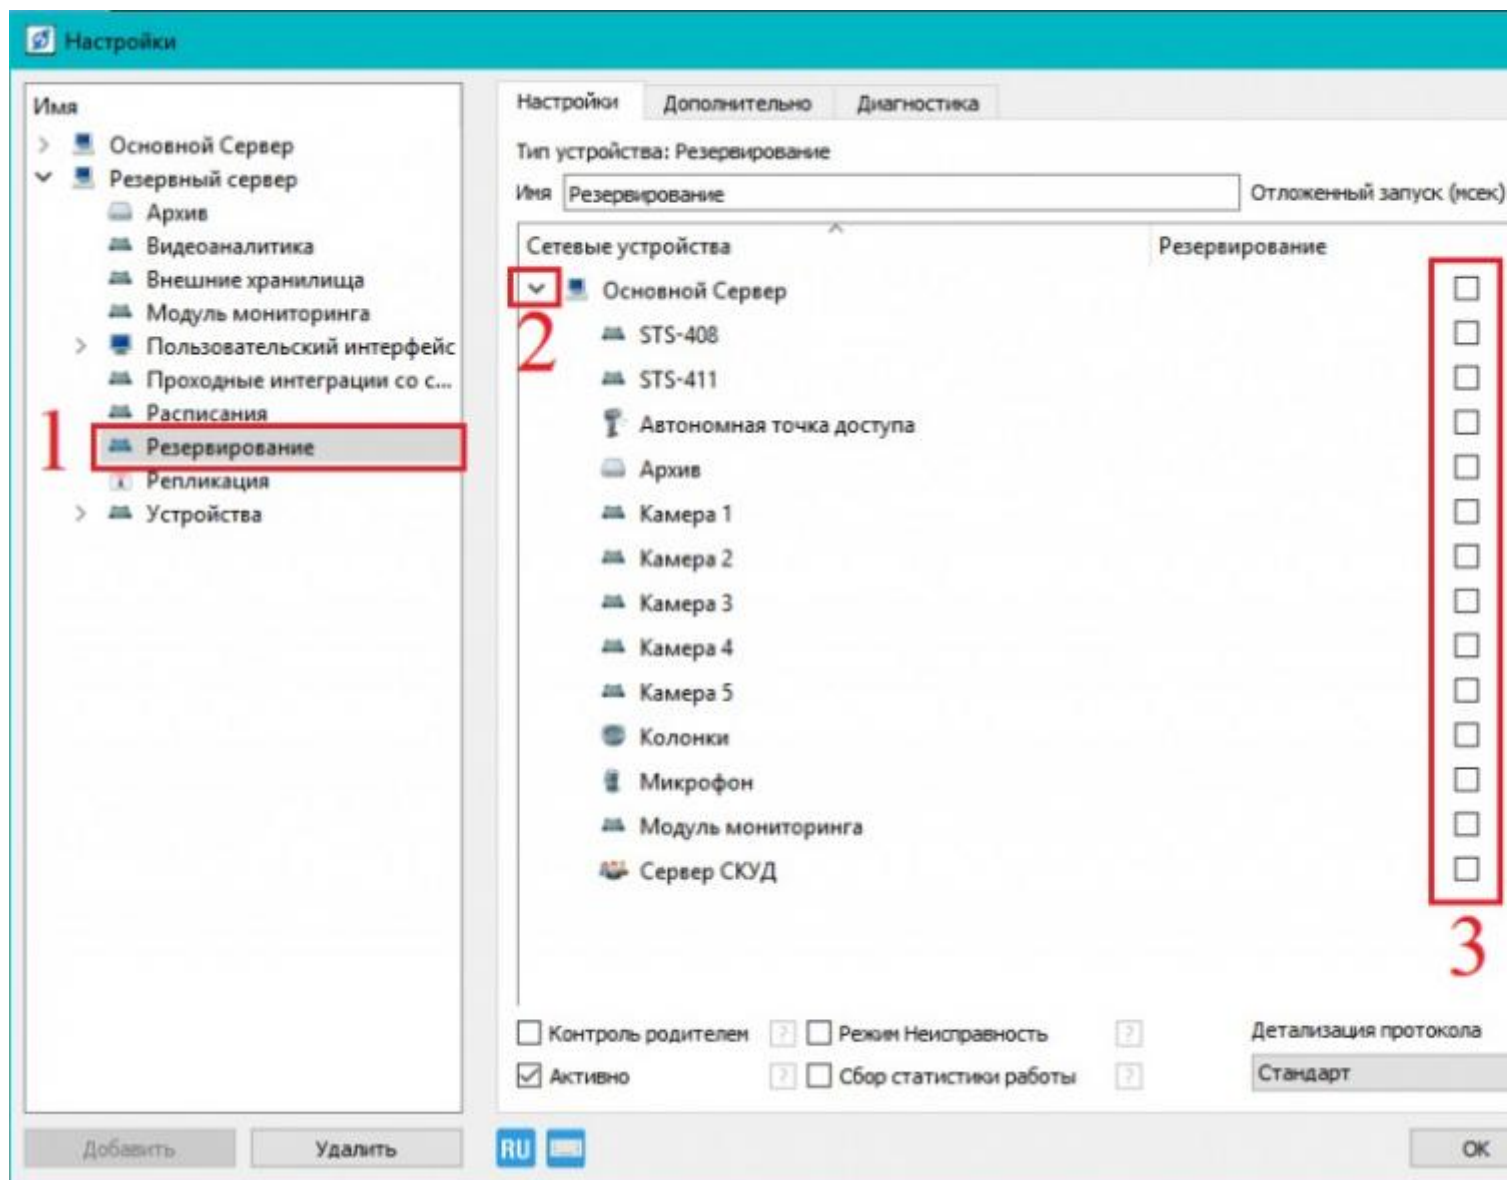 Настройки
Имя
Основной Сервер
Резервный сервер
Архив
Видеоаналитика
Внешние хранилища
Модуль мониторинга
Пользовательский интерфейс
Проходные интеграции со с...
Расписания
1
Резервирование
Репликация
Устройства
Добавить
Удалить
Настройки Дополнительно Диагностика
Тип устройства: Резервирование
Имя Резервирование Отложенный запуск (мсек)
Сетевые устройства Резервирование
Основной Сервер
2
STS-408
STS-411
Автономная точка доступа
Архив
Камера 1
Камера 2
Камера 3
Камера 4
Камера 5
Колонки
Микрофон
Модуль мониторинга
Сервер СКУД
3
Контроль родителем ? Режим Неисправность ? Детализация протокола
Активно ? Сбор статистики работы ? Стандарт
RU
ОК